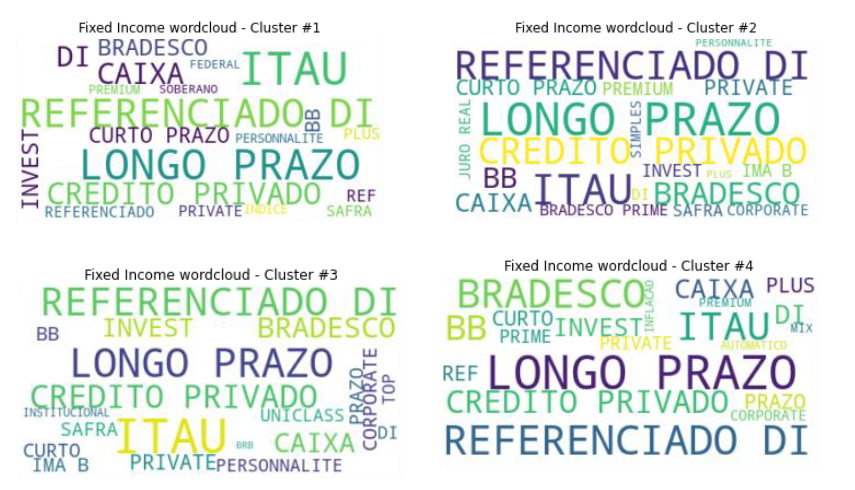 Fixed Income wordcloud - Cluster #1
DI
BRADESCO
CAIXA
FEDERAL
ITAU
PREMIUM
SOBERANO
REFERENCIADO DI
BB
INVEST
CURTO PRAZO
PERSONNALITE
PLUS
LONGO PRAZO
CREDITO PRIVADO
REF
REFERENCIADO
PRIVATE
INDICE
SAFRA
Fixed Income wordcloud - Cluster #2
PERSONNALITE
REFERENCIADO DI
CURTO PRAZO
PREMIUM
PRIVATE
JURO REAL
LONGO PRAZO
SIMPLES
CREDITO PRIVADO
BB
ITAU
INVEST
PLUS
IMA B
DI
BRADESCO
CAIXA
BRADESCO PRIME
SAFRA
CORPORATE
Fixed Income wordcloud - Cluster #3
REFERENCIADO DI
BB
INVEST
BRADESCO
LONGO PRAZO
CREDITO PRIVADO
PRAZO
CORPORATE
TOP
INSTITUCIONAL
UNICLASS
SAFRA
ITAU
BRB
CAIXA
DI
CURTO
IMA B
PRIVATE
PERSONNALITE
Fixed Income wordcloud - Cluster #4
BRADESCO
INFLACAO
CAIXA
PLUS
PREMIUM
BB
CURTO
PRIME
INVEST
ITAU
DI
MIX
PRIVATE
AUTOMATICO
REF
LONGO PRAZO
CREDITO PRIVADO
PRAZO
CORPORATE
REFERENCIADO DI